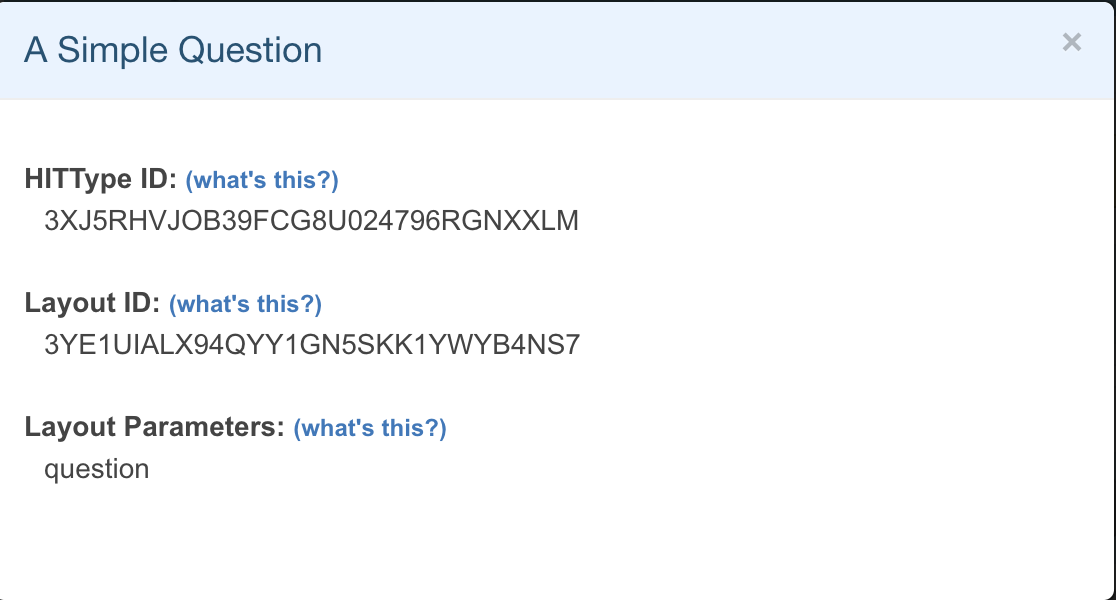 A Simple Question
×
HITType ID: (what's this?)
3XJ5RHVJOB39FCG8U024796RGNXXLM
Layout ID: (what's this?)
3YE1UIALX94QYY1GN5SKK1YWYB4NS7
Layout Parameters: (what's this?)
question